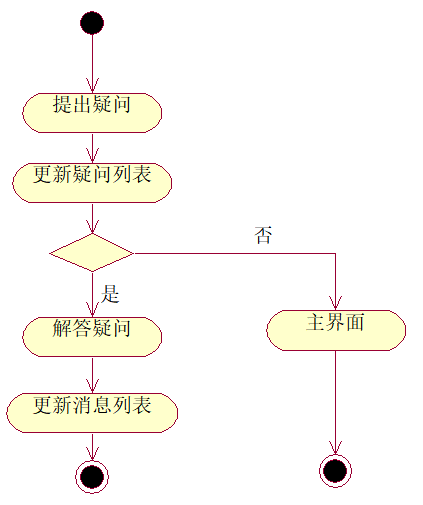 提出疑问
更新疑问列表
否
是
解答疑问
主界面
更新消息列表